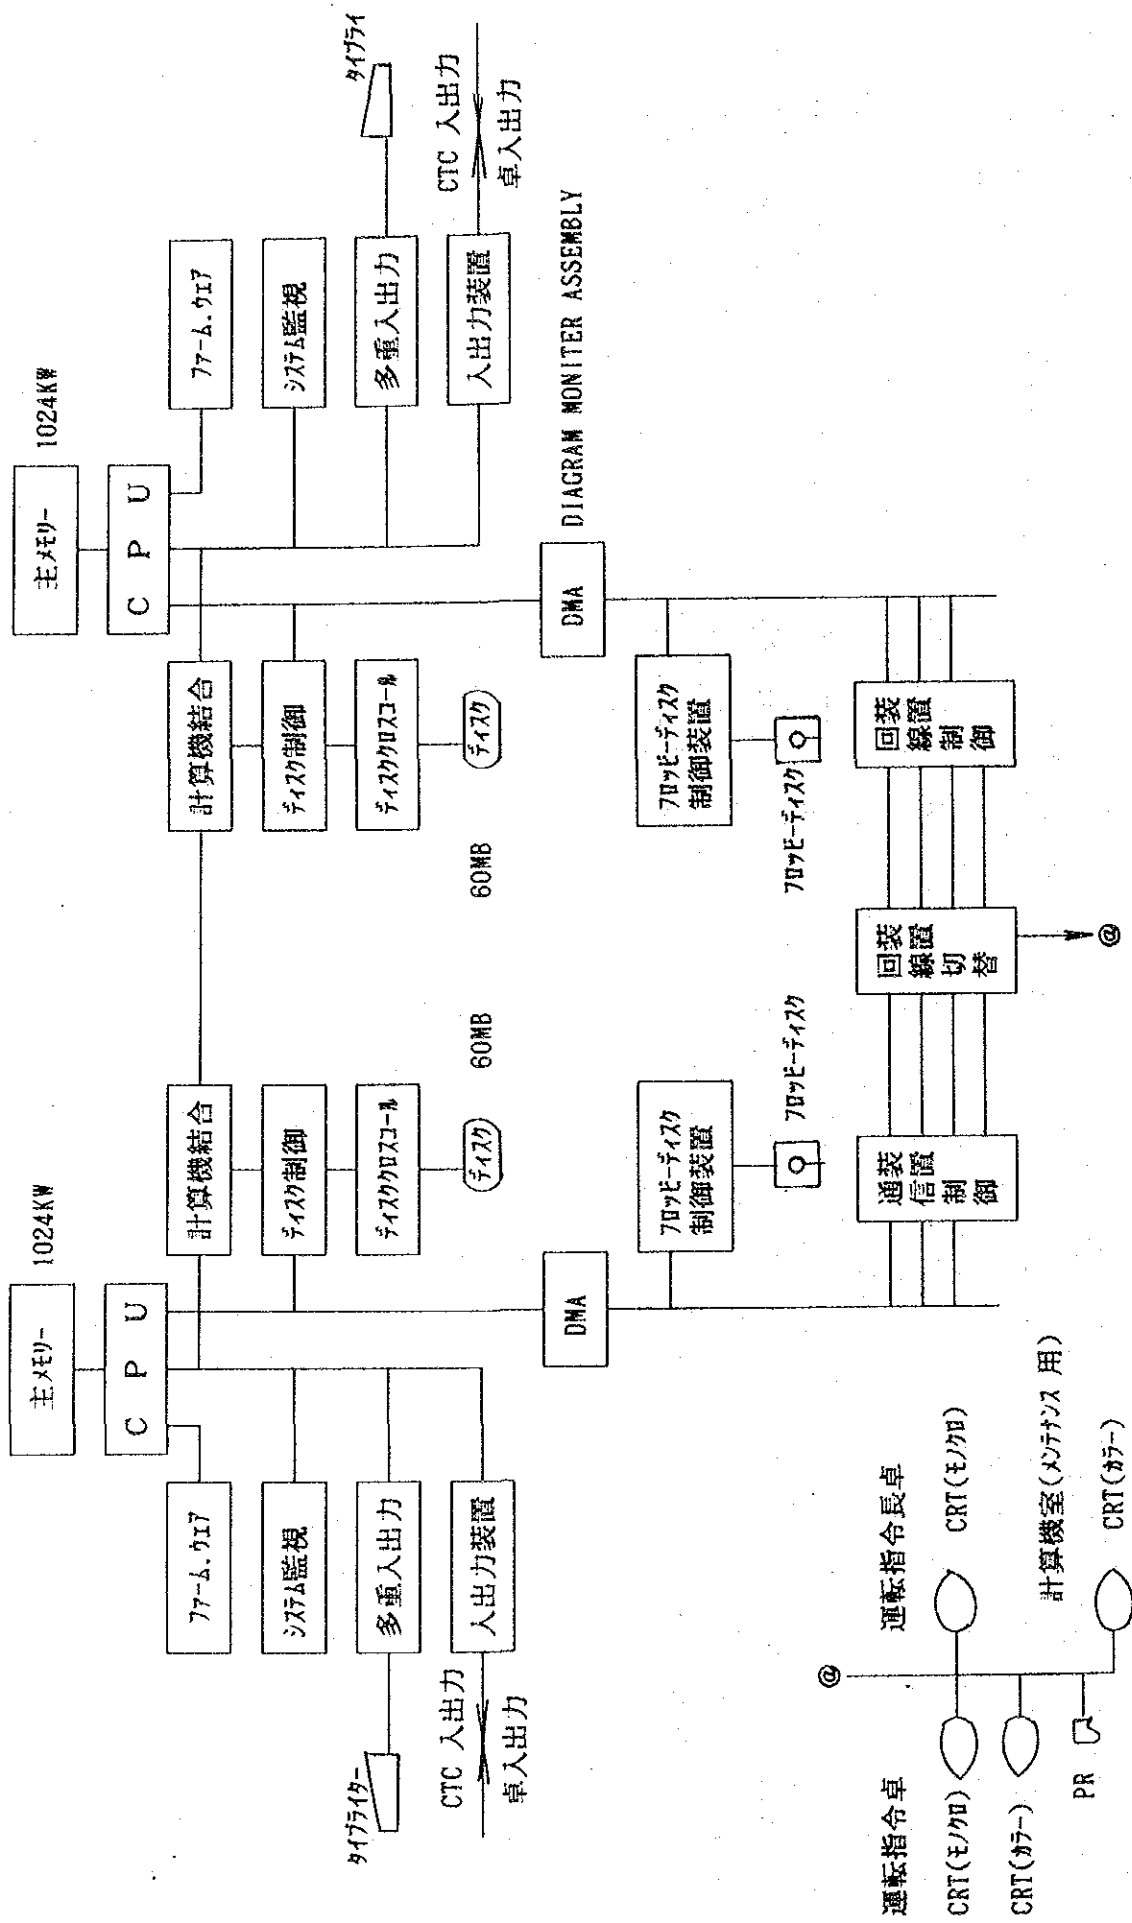 主メモリー
1024KW
主メモリー
1024KW
C P U
C P U
ファーム.ウェア
計算機結合
計算機結合
ファーム.ウェア
システム監視
ディスク制御
ディスク制御
システム監視
タイプライター
多重入出力
ディスククロスコール
ディスククロスコール
多重入出力
タイプライ
CTC 入出力
卓入出力
入出力装置
ディスク
60MB
60MB
ディスク
入出力装置
CTC 入出力
卓入出力
DMA
DMA
DIAGRAM MONITER ASSEMBLY
フロッピーディスク
制御装置
フロッピーディスク
制御装置
フロッピーディスク
フロッピーディスク
通装
信置
制
御
回装
線置
切
替
回装
線置
制
御
@
@
運転指令卓
運転指令長卓
CRT(モノクロ)
CRT(モノクロ)
CRT(カラー)
計算機室(メンテナンス 用)
PR
CRT(カラー)